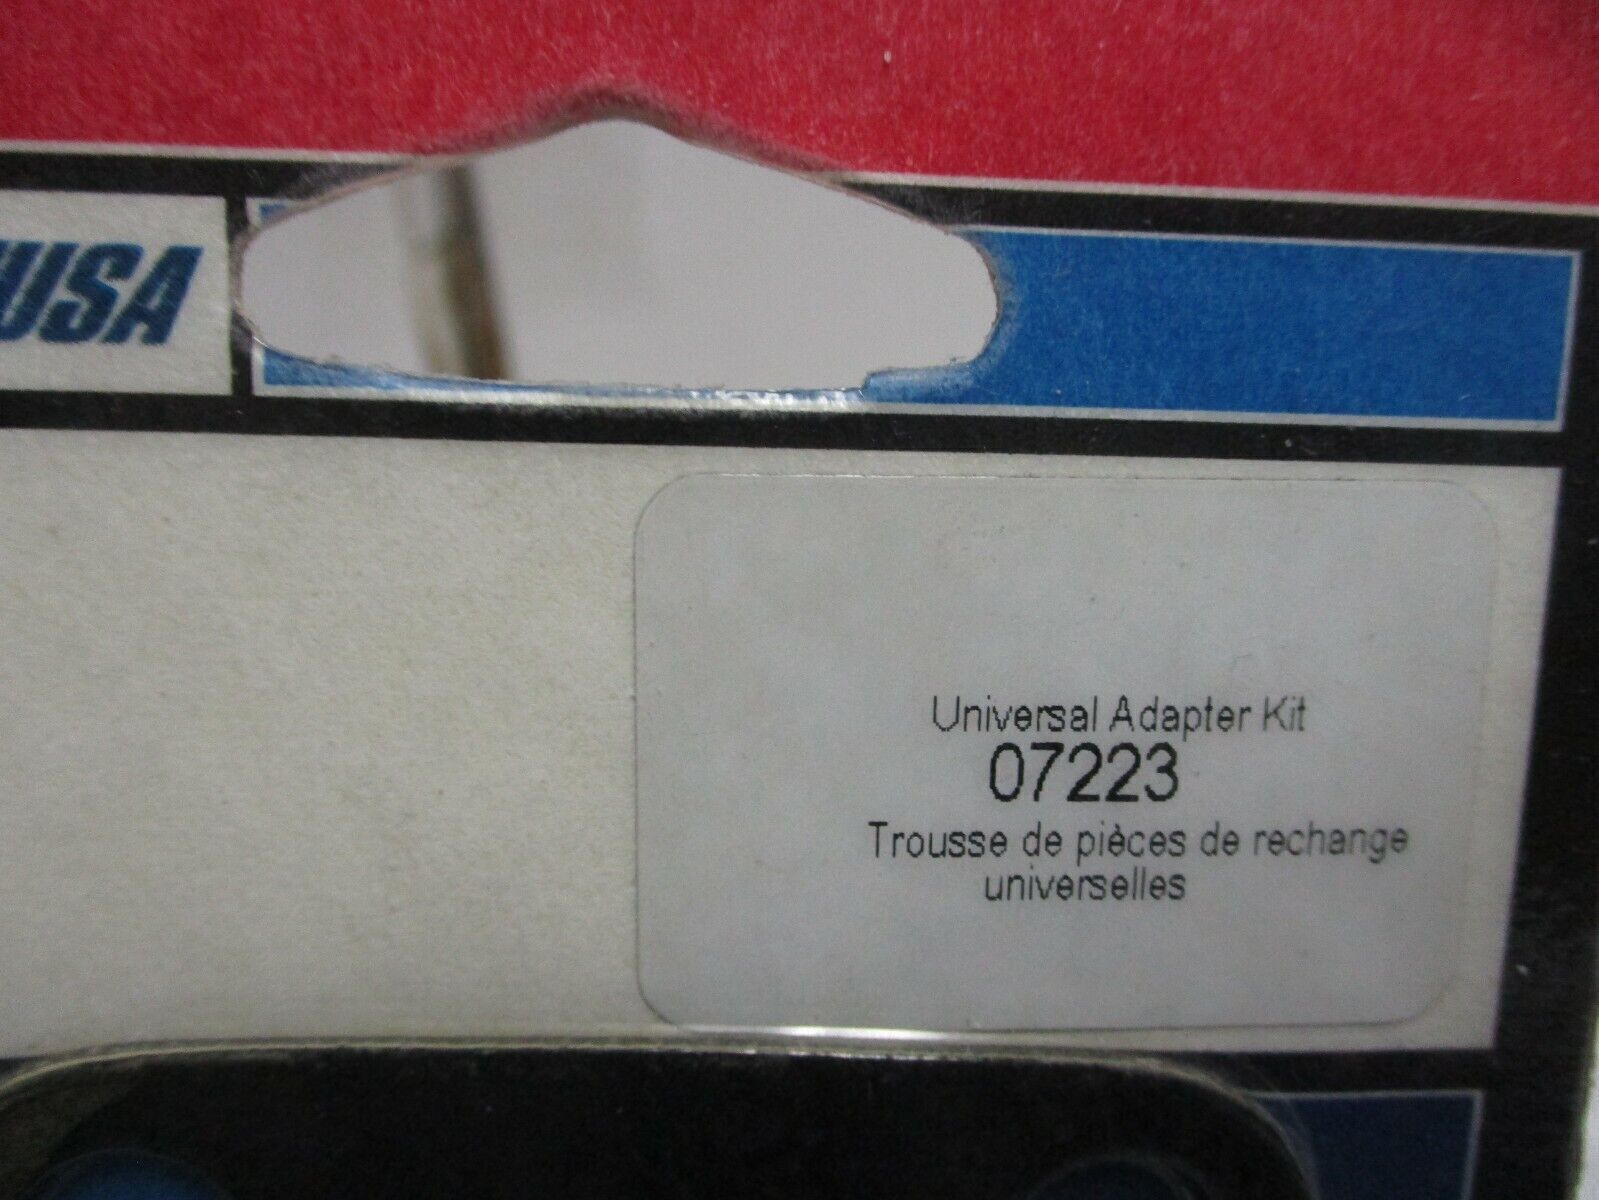 USA
Universal Adapter Kit
07223
Trousse de pièces de rechange
universelles